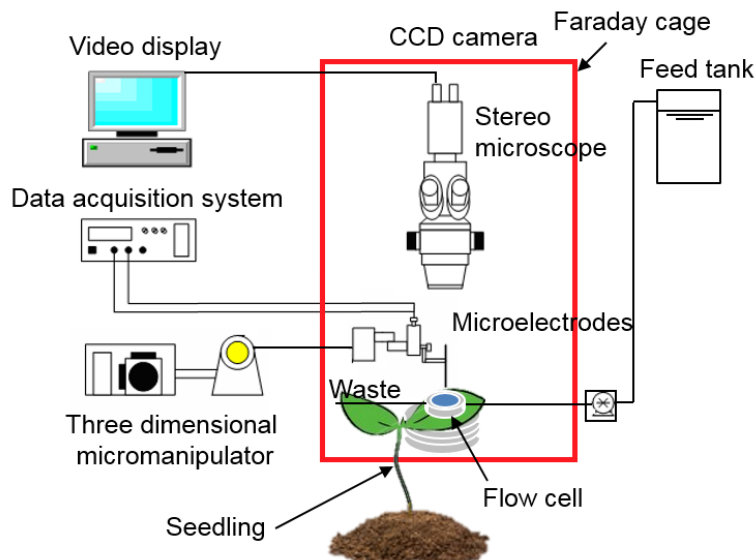 Faraday cage
CCD camera
Video display
Feed tank
Stereo
microscope
Data acquisition system
Microelectrodes
Waste
Three dimensional
micromanipulator
Flow cell
Seedling